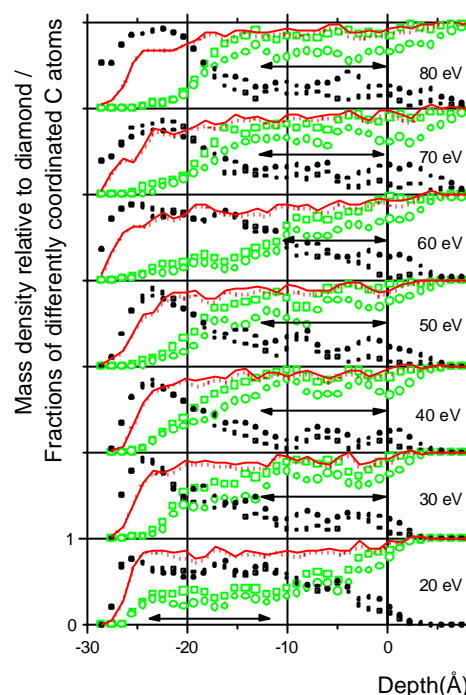 Mass density relative to diamond /
Fractions of differently coordinated C atoms
80 eV
70 eV
60 eV
50 eV
40 eV
30 eV
20 eV
1
0
-30 -20 -10 0
Depth(Å)